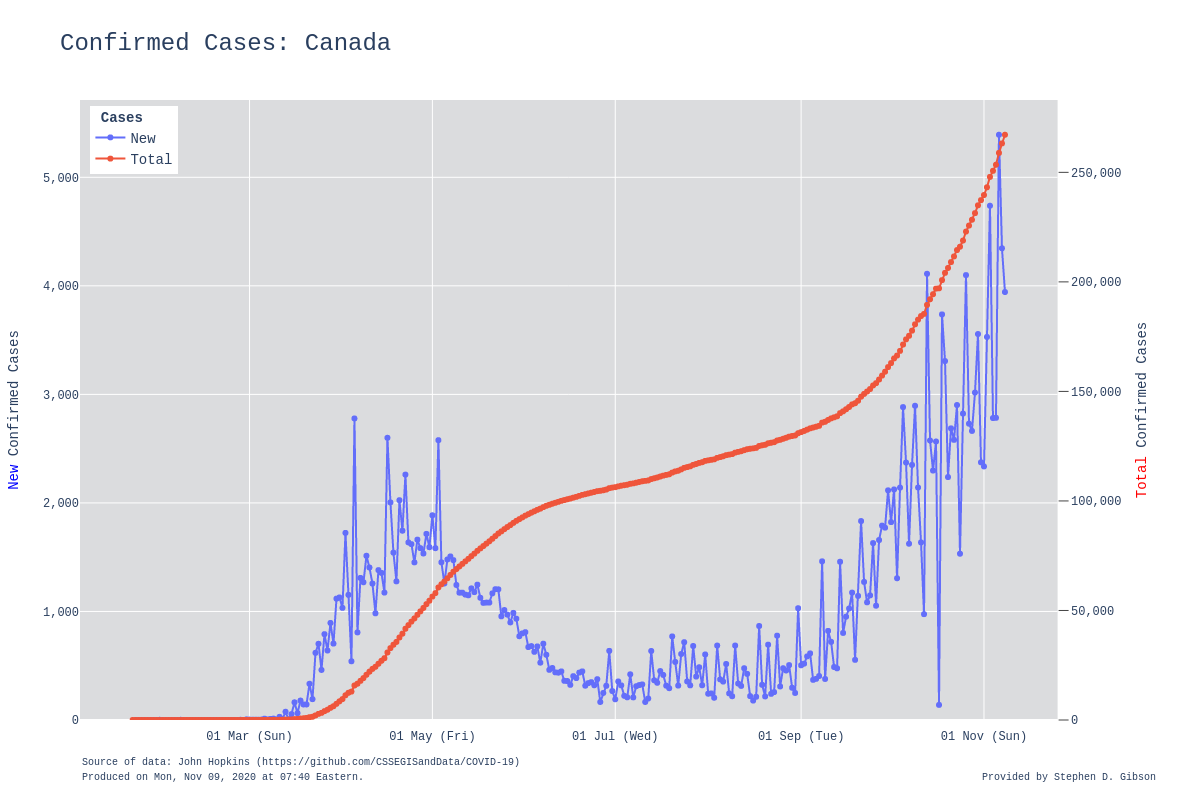 Confirmed Cases: Canada
Cases
New
Total
5,000
4,000
3,000
2,000
1,000
0
New Confirmed Cases
250,000
200,000
150,000
100,000
50,000
0
Total Confirmed Cases
01 Mar (Sun)
01 May (Fri)
01 Jul (Wed)
01 Sep (Tue)
01 Nov (Sun)
Source of data: John Hopkins (https://github.com/CSSEGISandData/COVID-19)
Produced on Mon, Nov 09, 2020 at 07:40 Eastern.
Provided by Stephen D. Gibson